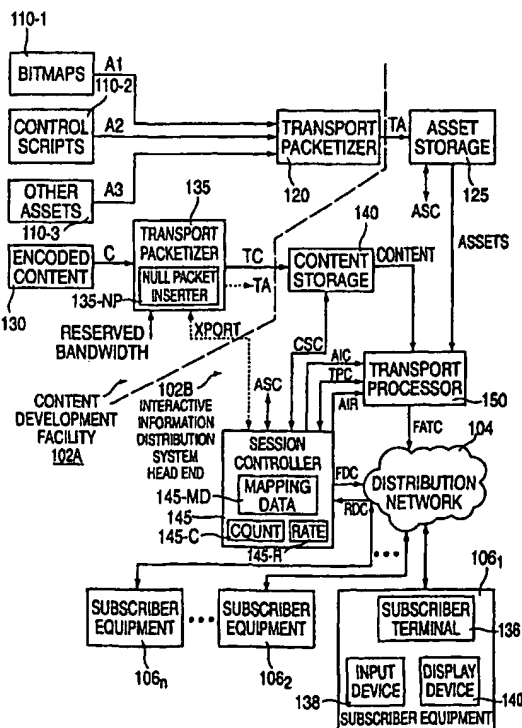 110-1
BITMAPS
A1
110-2
CONTROL
SCRIPTS
A2
TRANSPORT
PACKETIZER
120
TA
ASSET
STORAGE
125
OTHER
ASSETS
A3
110-3
135
ASC
ASSETS
ENCODED
CONTENT
130
C
TRANSPORT
PACKETIZER
NULL PACKET
INSERTER
135-NP
TC
TA
140
CONTENT
STORAGE
CONTENT
RESERVED
BANDWIDTH
XPORT
CSC
AIC
TPC
AIR
TRANSPORT
PROCESSOR
150
CONTENT
DEVELOPMENT
FACILITY
102A
102B
INTERACTIVE
INFORMATION
DISTRIBUTION
SYSTEM
HEAD END
ASC
FATC
104
SESSION
CONTROLLER
MAPPING
DATA
145-MD
145
COUNT
RATE
145-C
145-R
FDC
RDC
DISTRIBUTION
NETWORK
SUBSCRIBER
EQUIPMENT
106n
SUBSCRIBER
EQUIPMENT
1062
1061
SUBSCRIBER
TERMINAL
136
INPUT
DEVICE
138
DISPLAY
DEVICE
140
SUBSCRIBER EQUIPMENT